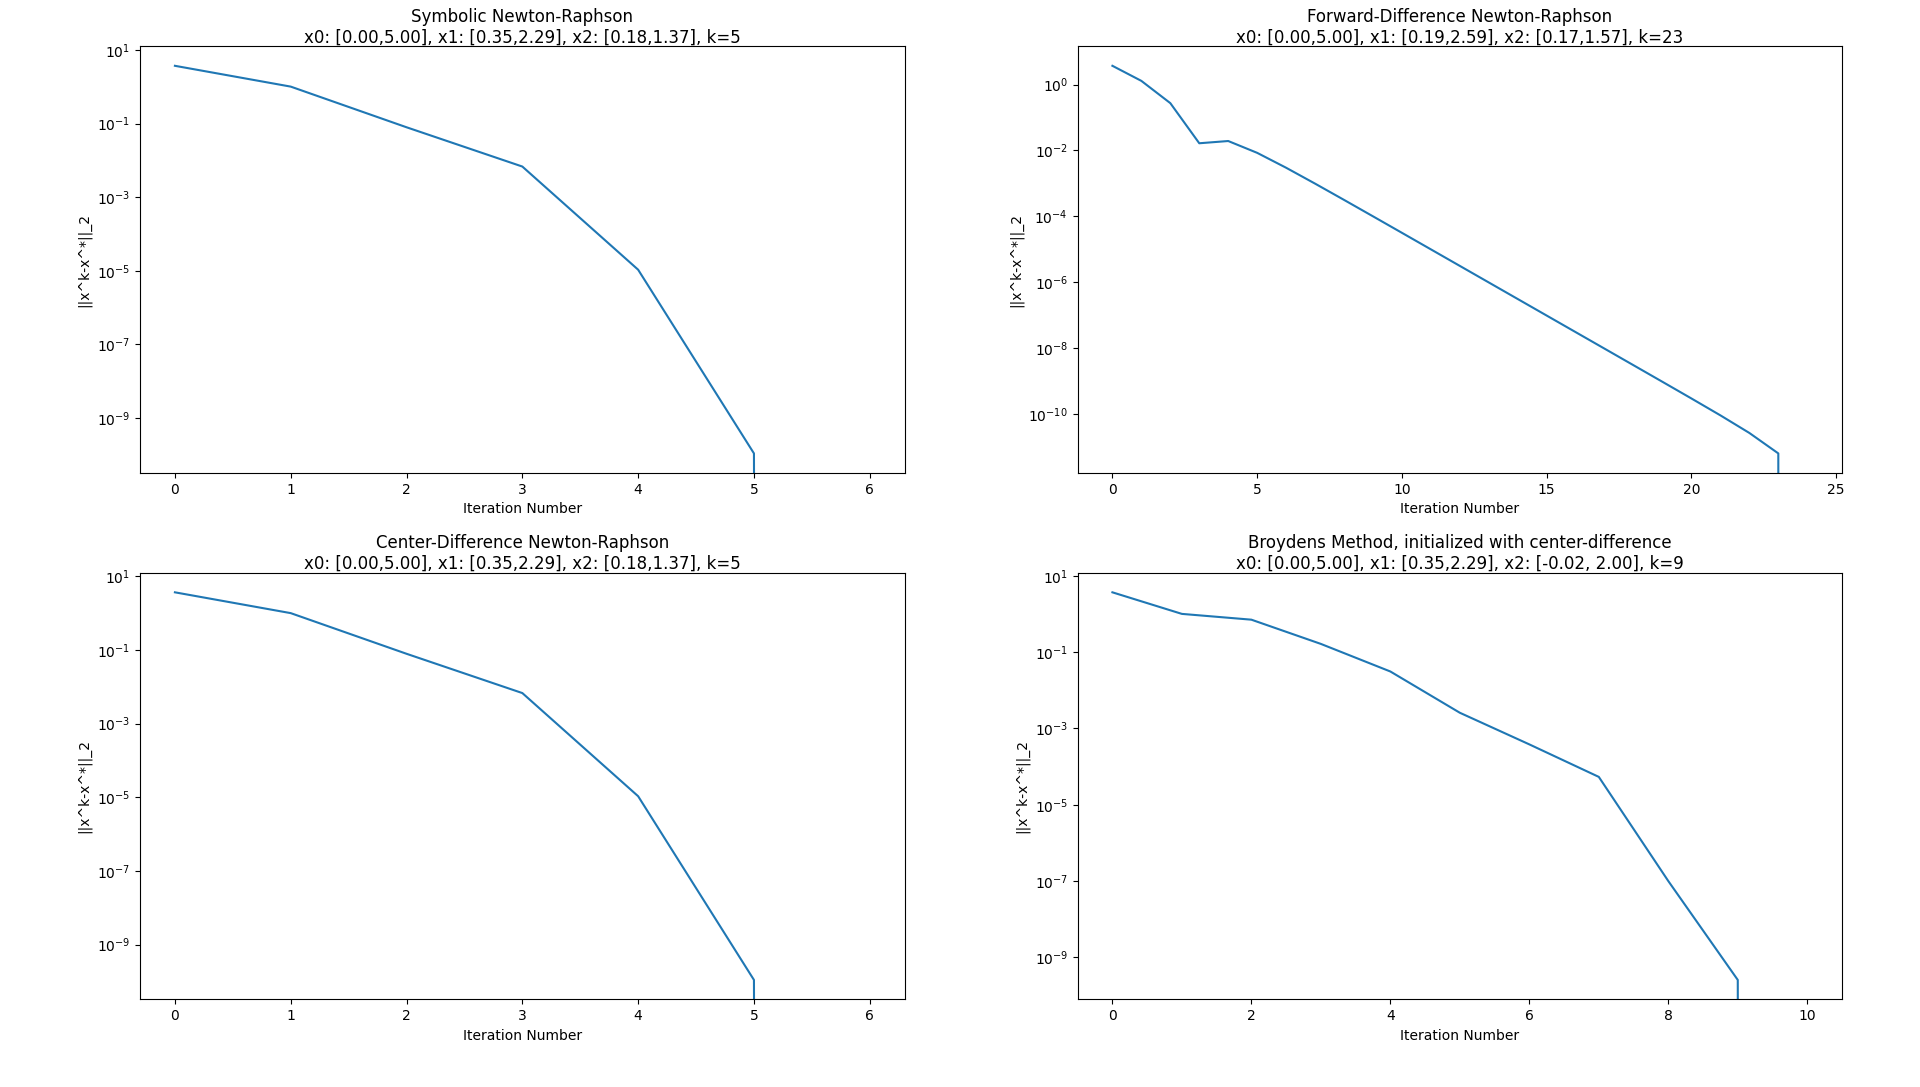 Symbolic Newton-Raphson
x0: [0.00,5.00], x1: [0.35,2.29], x2: [0.18,1.37], k=5
10^1
10^-1
10^-3
10^-5
10^-7
10^-9
||x^k-x^*||_2
0 1 2 3 4 5 6
Iteration Number
Forward-Difference Newton-Raphson
x0: [0.00,5.00], x1: [0.19,2.59], x2: [0.17,1.57], k=23
10^0
10^-2
10^-4
10^-6
10^-8
10^-10
||x^k-x^*||_2
0 5 10 15 20 25
Iteration Number
Center-Difference Newton-Raphson
x0: [0.00,5.00], x1: [0.35,2.29], x2: [0.18,1.37], k=5
10^1
10^-1
10^-3
10^-5
10^-7
10^-9
||x^k-x^*||_2
0 1 2 3 4 5 6
Iteration Number
Broydens Method, initialized with center-difference
x0: [0.00,5.00], x1: [0.35,2.29], x2: [-0.02, 2.00], k=9
10^1
10^-1
10^-3
10^-5
10^-7
10^-9
||x^k-x^*||_2
0 2 4 6 8 10
Iteration Number